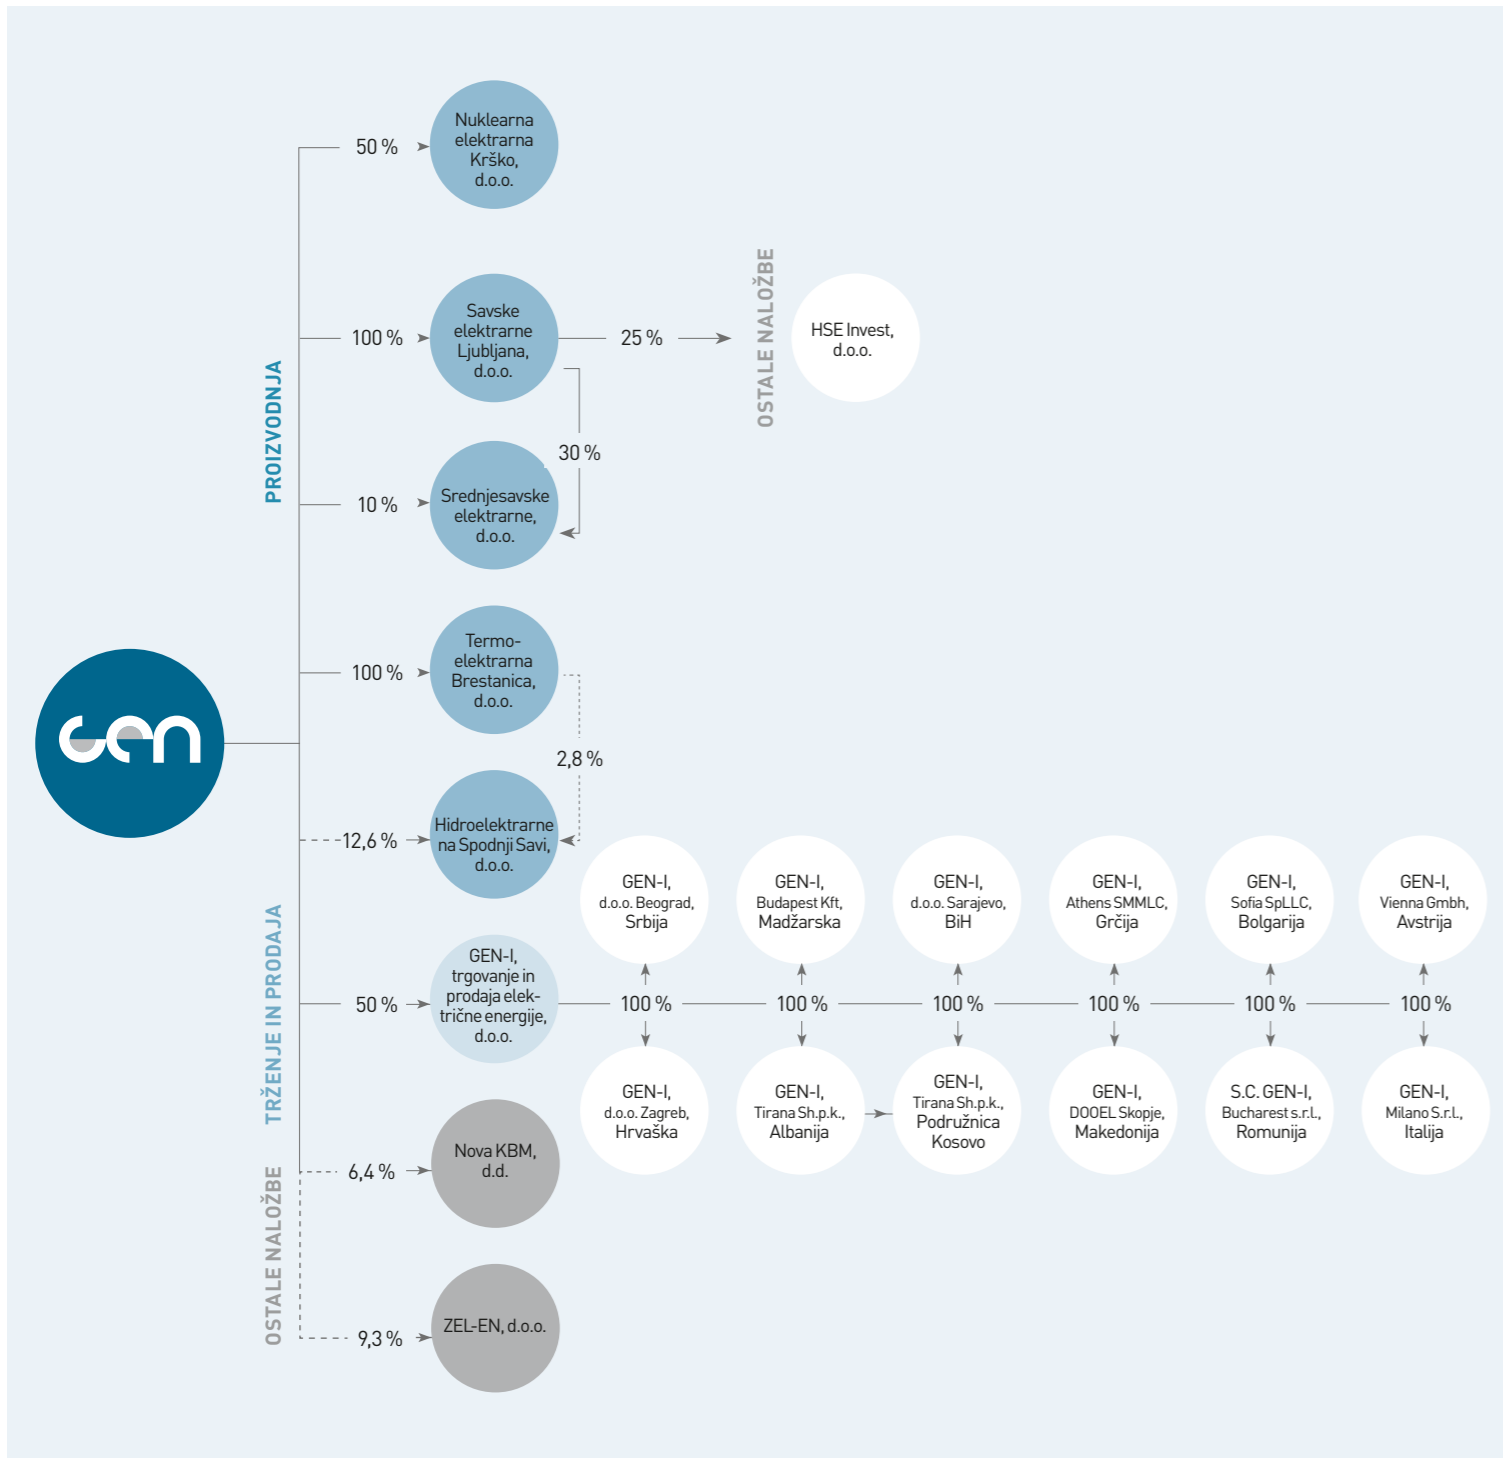 Nuklearna
elektrarna
Krško,
d.o.o.
50 %
PROIZVODNJA
Savske
elektrarne
Ljubljana,
d.o.o.
100 %
25 %
OSTALE NALOŽBE
HSE Invest,
d.o.o.
30 %
10 %
Srednjesavske
elektrarne,
d.o.o.
gen
100 %
Termo-
elektrarna
Brestanica,
d.o.o.
2,8 %
12,6 %
Hidroelektrarne
na Spodnji Savi,
d.o.o.
TRŽENJE IN PRODAJA
50 %
GEN-I,
trgovanje in
prodaja elek-
trične energije,
d.o.o.
GEN-I,
d.o.o. Beograd,
Srbija
GEN-I,
Budapest Kft,
Madžarska
GEN-I,
d.o.o. Sarajevo,
BiH
GEN-I,
Athens SMMLC,
Grčija
GEN-I,
Sofia SpLLC,
Bolgarija
GEN-I,
Vienna Gmbh,
Avstrija
100 %
100 %
100 %
100 %
100 %
100 %
GEN-I,
d.o.o. Zagreb,
Hrvaška
GEN-I,
Tirana Sh.p.k.,
Albanija
GEN-I,
Tirana Sh.p.k.,
Podružnica
Kosovo
GEN-I,
DOOEL Skopje,
Makedonija
S.C. GEN-I,
Bucharest s.r.l.,
Romunija
GEN-I,
Milano S.r.l.,
Italija
OSTALE NALOŽBE
6,4 %
Nova KBM,
d.d.
9,3 %
ZEL-EN, d.o.o.